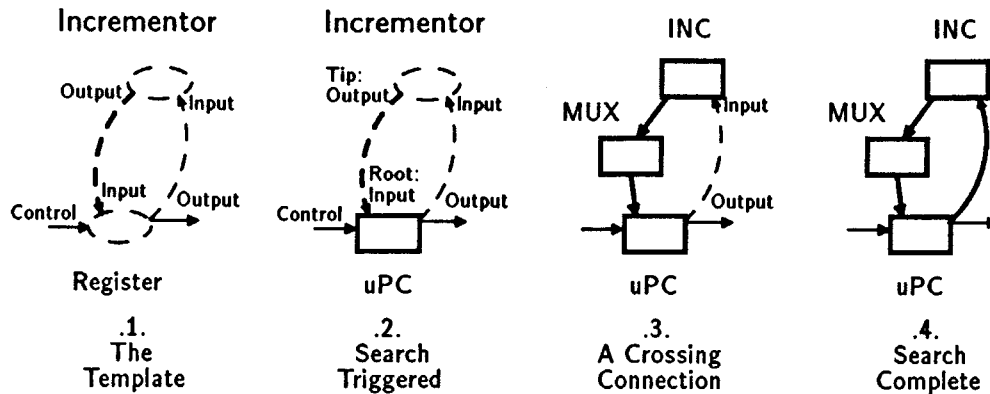 Incrementor
Output
Input
Input
Control
Output
Register
.1.
The
Template
Incrementor
Tip:
Output
Input
Root:
Input
Control
Output
uPC
.2.
Search
Triggered
INC
Input
MUX
Output
uPC
.3.
A Crossing
Connection
INC
MUX
uPC
.4.
Search
Complete